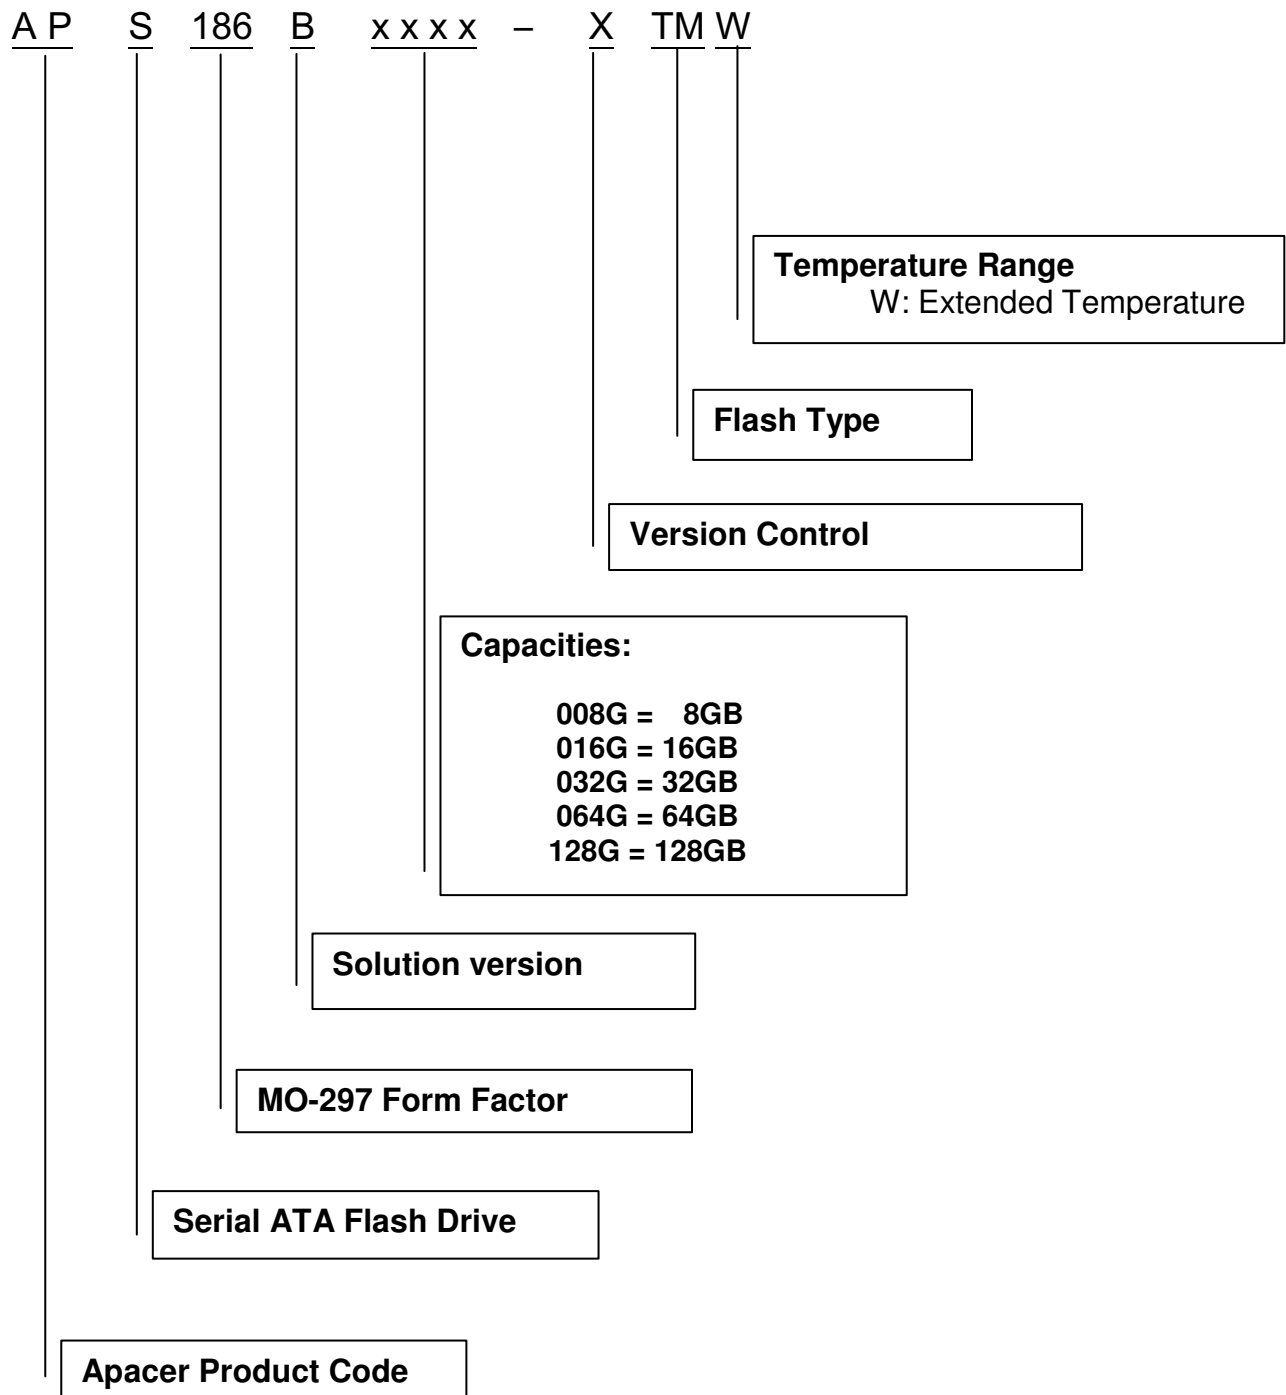 A P S 186 B x x x x – X TM W
Temperature Range
W: Extended Temperature
Flash Type
Version Control
Capacities:
008G = 8GB
016G = 16GB
032G = 32GB
064G = 64GB
128G = 128GB
Solution version
MO-297 Form Factor
Serial ATA Flash Drive
Apacer Product Code